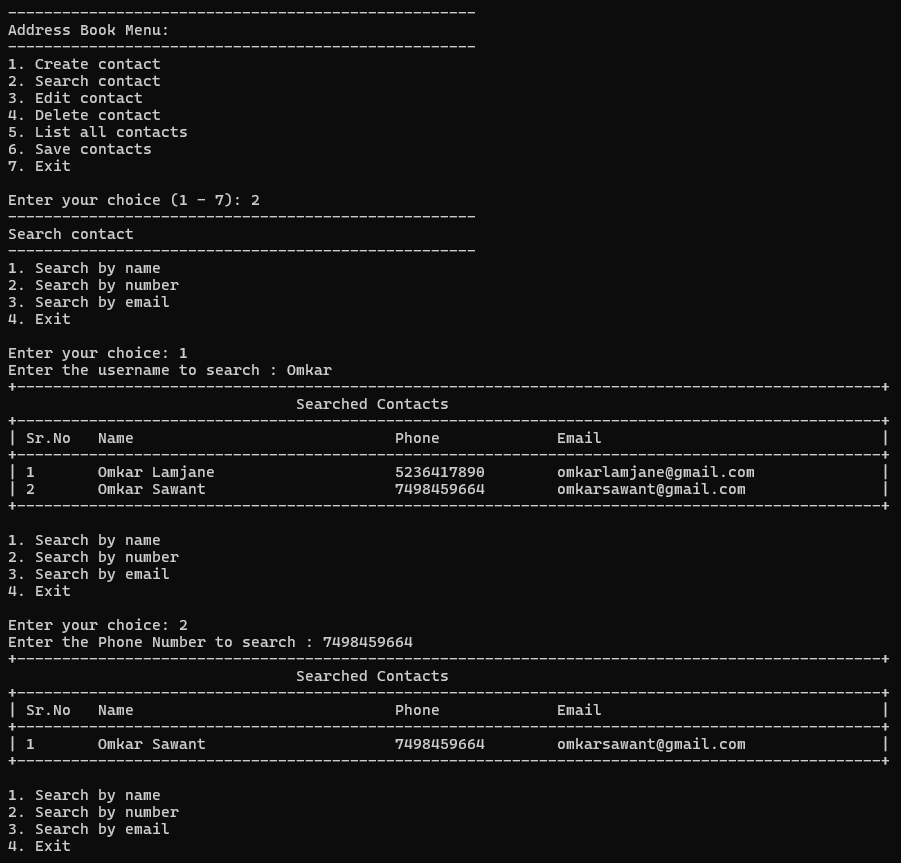 ----------------------------------------------------
Address Book Menu:
----------------------------------------------------
1. Create contact
2. Search contact
3. Edit contact
4. Delete contact
5. List all contacts
6. Save contacts
7. Exit

Enter your choice (1 - 7): 2
----------------------------------------------------
Search contact
----------------------------------------------------
1. Search by name
2. Search by number
3. Search by email
4. Exit

Enter your choice: 1
Enter the username to search : Omkar
+------------------------------------------------------------------------------------------------+
                                Searched Contacts
+------------------------------------------------------------------------------------------------+
| Sr.No   Name                             Phone             Email                               |
+------------------------------------------------------------------------------------------------+
| 1       Omkar Lamjane                    5236417890        omkarlamjane@gmail.com              |
| 2       Omkar Sawant                     7498459664        omkarsawant@gmail.com               |
+------------------------------------------------------------------------------------------------+

1. Search by name
2. Search by number
3. Search by email
4. Exit

Enter your choice: 2
Enter the Phone Number to search : 7498459664
+------------------------------------------------------------------------------------------------+
                                Searched Contacts
+------------------------------------------------------------------------------------------------+
| Sr.No   Name                             Phone             Email                               |
+------------------------------------------------------------------------------------------------+
| 1       Omkar Sawant                     7498459664        omkarsawant@gmail.com               |
+------------------------------------------------------------------------------------------------+

1. Search by name
2. Search by number
3. Search by email
4. Exit